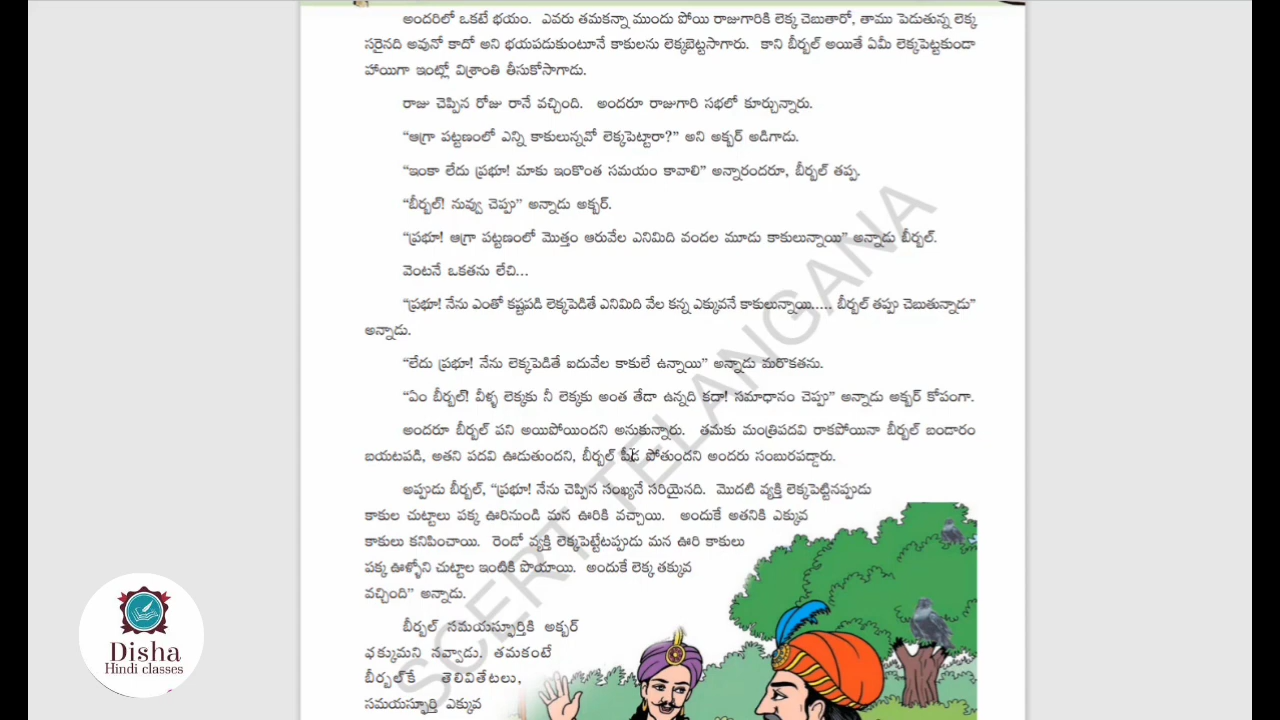 అందరిలో ఒకటే భయం. ఎవరు తమకన్నా ముందు పోయి రాజుగారికి లెక్క చెబుతారో, తాము పెడుతున్న లెక్క
సరైనది అవునో కాదో అని భయపడుకుంటూనే కాకులను లెక్కబెట్టసాగారు. కాని బీర్బల్ అయితే ఏమీ లెక్కపెట్టకుండా
హాయిగా ఇంట్లో విశ్రాంతి తీసుకోసాగాడు.
రాజు చెప్పిన రోజు రానే వచ్చింది. అందరూ రాజుగారి సభలో కూర్చున్నారు.
“ఆగ్రా పట్టణంలో ఎన్ని కాకులున్నవో లెక్కపెట్టారా?” అని అక్బర్ అడిగాడు.
“ఇంకా లేదు ప్రభూ! మాకు ఇంకొంత సమయం కావాలి” అన్నారందరూ, బీర్బల్ తప్ప.
“బీర్బల్! నువ్వు చెప్పు” అన్నాడు అక్బర్.
“ప్రభూ! ఆగ్రా పట్టణంలో మొత్తం ఆరువేల ఎనిమిది వందల మూడు కాకులున్నాయి” అన్నాడు బీర్బల్.
వెంటనే ఒకతను లేచి...
“ప్రభూ! నేను ఎంతో కష్టపడి లెక్కపెడితే ఎనిమిది వేల కన్న ఎక్కువనే కాకులున్నాయి..... బీర్బల్ తప్పు చెబుతున్నాడు”
అన్నాడు.
“లేదు ప్రభూ! నేను లెక్కపెడితే ఐదువేల కాకులే ఉన్నాయి” అన్నాడు మరొకతను.
“ఏం బీర్బల్! వీళ్ళ లెక్కకు నీ లెక్కకు అంత తేడా ఉన్నది కదా! సమాధానం చెప్పు” అన్నాడు అక్బర్ కోపంగా.
అందరూ బీర్బల్ పని అయిపోయిందని అనుకున్నారు. తమకు మంత్రిపదవి రాకపోయినా బీర్బల్ బండారం
బయటపడి, అతని పదవి ఊడుతుందని, బీర్బల్ పీడ పోతుందని అందరు సంబురపడ్డారు.
అప్పుడు బీర్బల్, “ప్రభూ! నేను చెప్పిన సంఖ్యనే సరియైనది. మొదటి వ్యక్తి లెక్కపెట్టినప్పుడు
కాకుల చుట్టాలు పక్క ఊరినుండి మన ఊరికి వచ్చాయి. అందుకే అతనికి ఎక్కువ
కాకులు కనిపించాయి. రెండో వ్యక్తి లెక్కపెట్టేటప్పుడు మన ఊరి కాకులు
పక్క ఊళ్ళోని చుట్టాల ఇంటికి పొయాయి. అందుకే లెక్క తక్కువ
వచ్చింది” అన్నాడు.
బీర్బల్ సమయస్ఫూర్తికి అక్బర్
ఫక్కుమని నవ్వాడు. తమకంటే
బీర్బల్‌కే తెలివితేటలు,
సమయస్ఫూర్తి ఎక్కువ
SCERT TELANGANA
Disha
Hindi classes